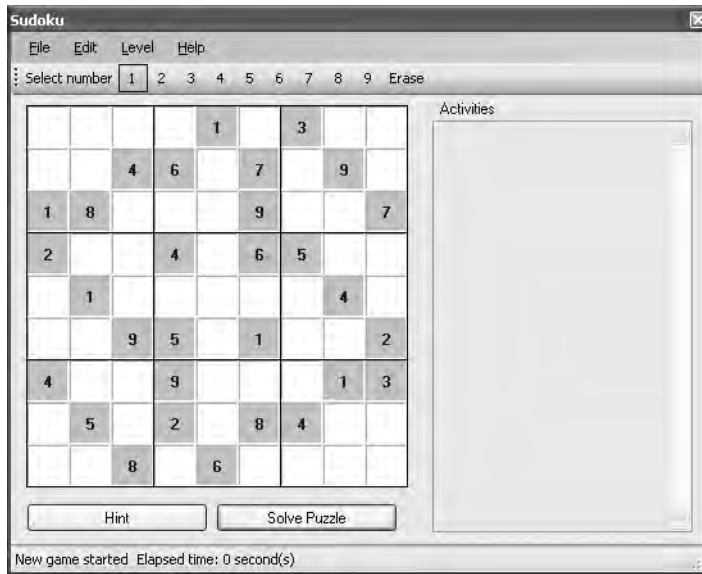 Sudoku
File Edit Level Help
Select number 1 2 3 4 5 6 7 8 9 Erase
Activities
1 3
4 6 7 9
1 8 9 7
2 4 6 5
1 4
9 5 1 2
4 9 1 3
5 2 8 4
8 6
Hint Solve Puzzle
New game started Elapsed time: 0 second(s)